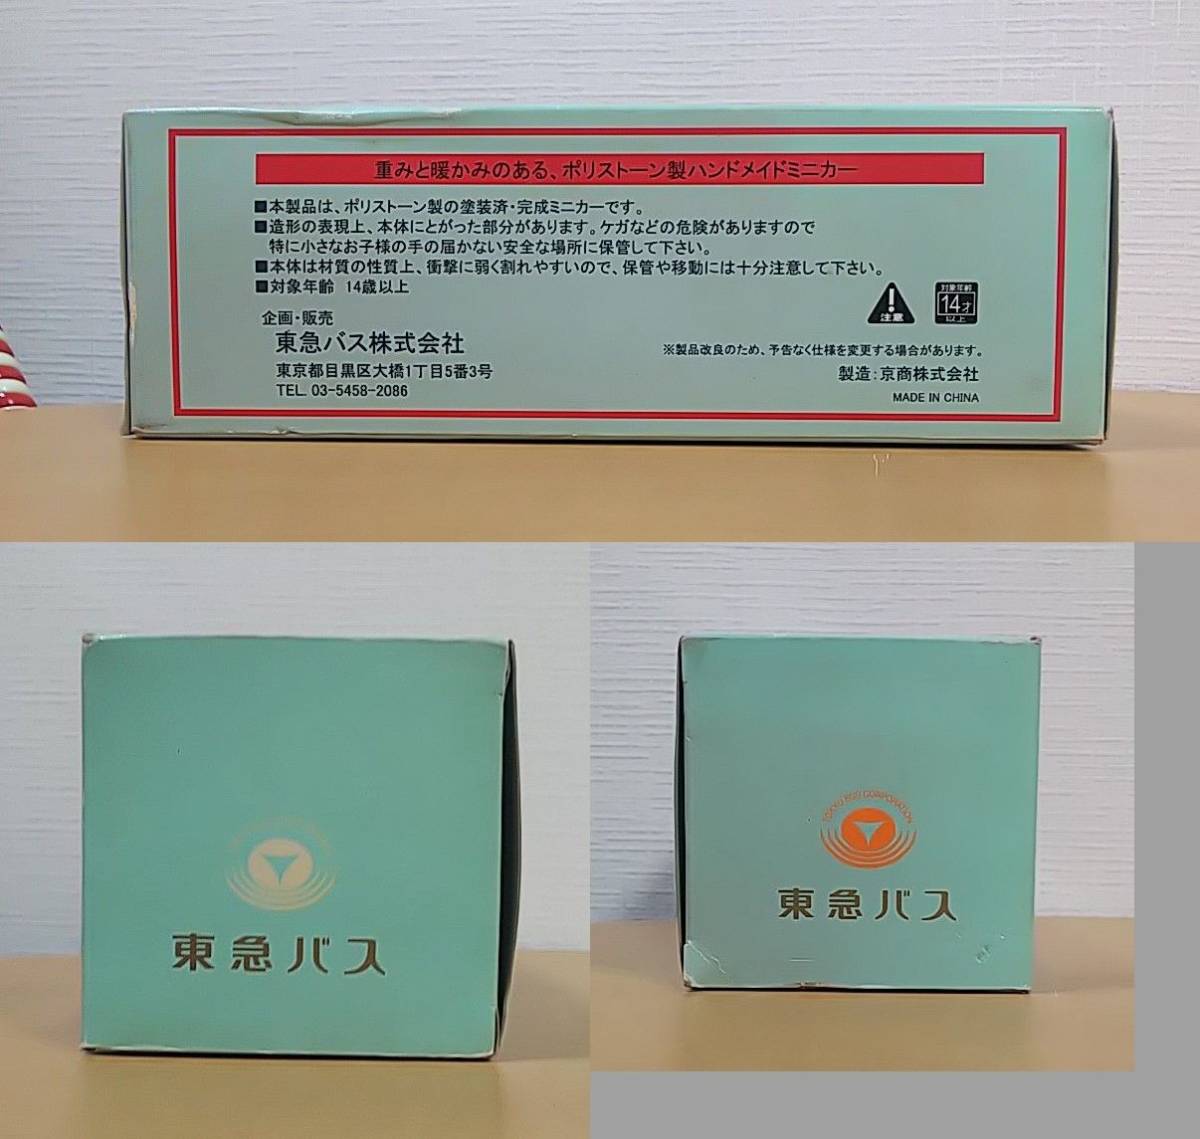 重みと暖かみのある、ポリストーン製ハンドメイドミニカー
■本製品は、ポリストーン製の塗装済・完成ミニカーです。
■造形の表現上、本体にとがった部分があります。ケガなどの危険がありますので
特に小さなお子様の手の届かない安全な場所に保管して下さい。
■本体は材質の性質上、衝撃に弱く割れやすいので、保管や移動には十分注意して下さい。
■対象年齢 14歳以上
注意
対象年齢
14才
以上
企画・販売
東急バス株式会社
東京都目黒区大橋1丁目5番3号
TEL. 03-5458-2086
※製品改良のため、予告なく仕様を変更する場合があります。
製造:京商株式会社
MADE IN CHINA
東急バス
TOKYU BUS CORPORATION
東急バス